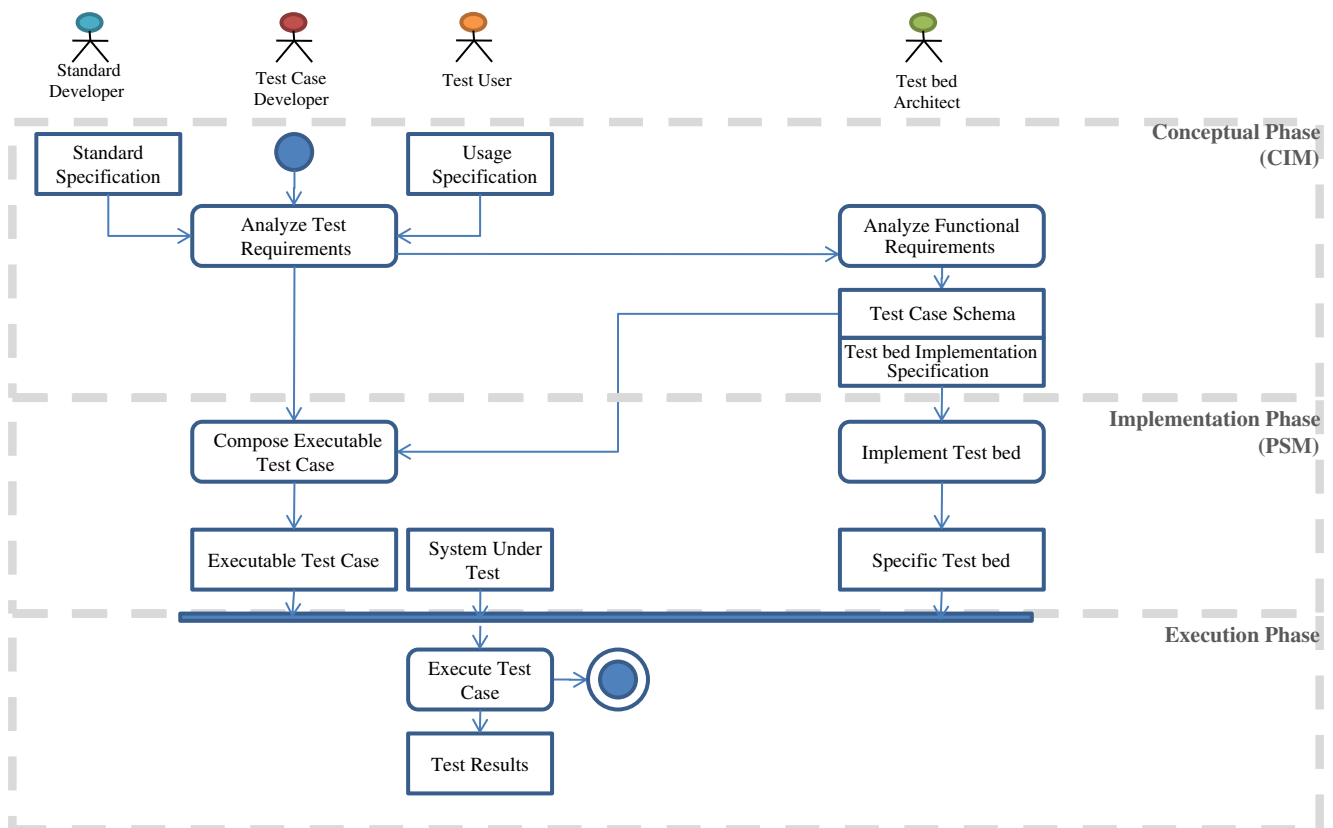 Standard
Developer
Test Case
Developer
Test User
Test bed
Architect
Conceptual Phase
(CIM)
Standard
Specification
Usage
Specification
Analyze Test
Requirements
Analyze Functional
Requirements
Test Case Schema
Test bed Implementation
Specification
Implementation Phase
(PSM)
Compose Executable
Test Case
Implement Test bed
Executable Test Case
System Under
Test
Specific Test bed
Execution Phase
Execute Test
Case
Test Results